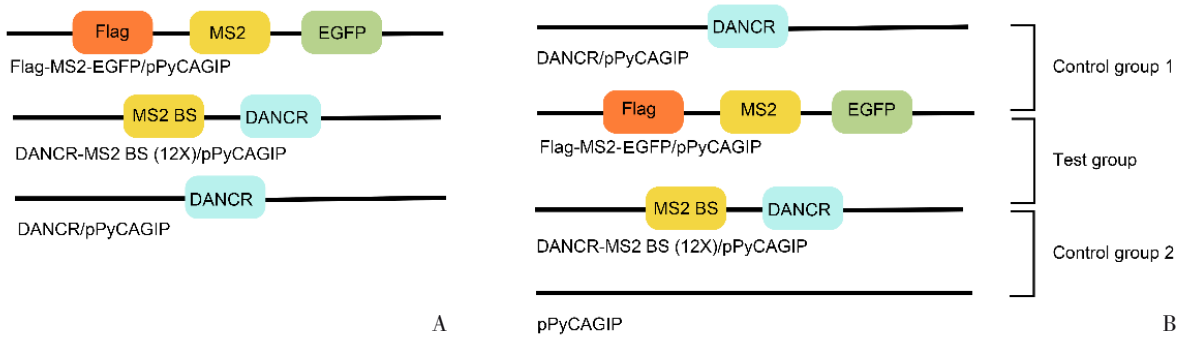 Flag MS2 EGFP
Flag-MS2-EGFP/pPyCAGIP
MS2 BS DANCR
DANCR-MS2 BS (12X)/pPyCAGIP
DANCR
DANCR/pPyCAGIP
A
DANCR
DANCR/pPyCAGIP
Control group 1
Flag MS2 EGFP
Flag-MS2-EGFP/pPyCAGIP
Test group
MS2 BS DANCR
DANCR-MS2 BS (12X)/pPyCAGIP
Control group 2
pPyCAGIP
B